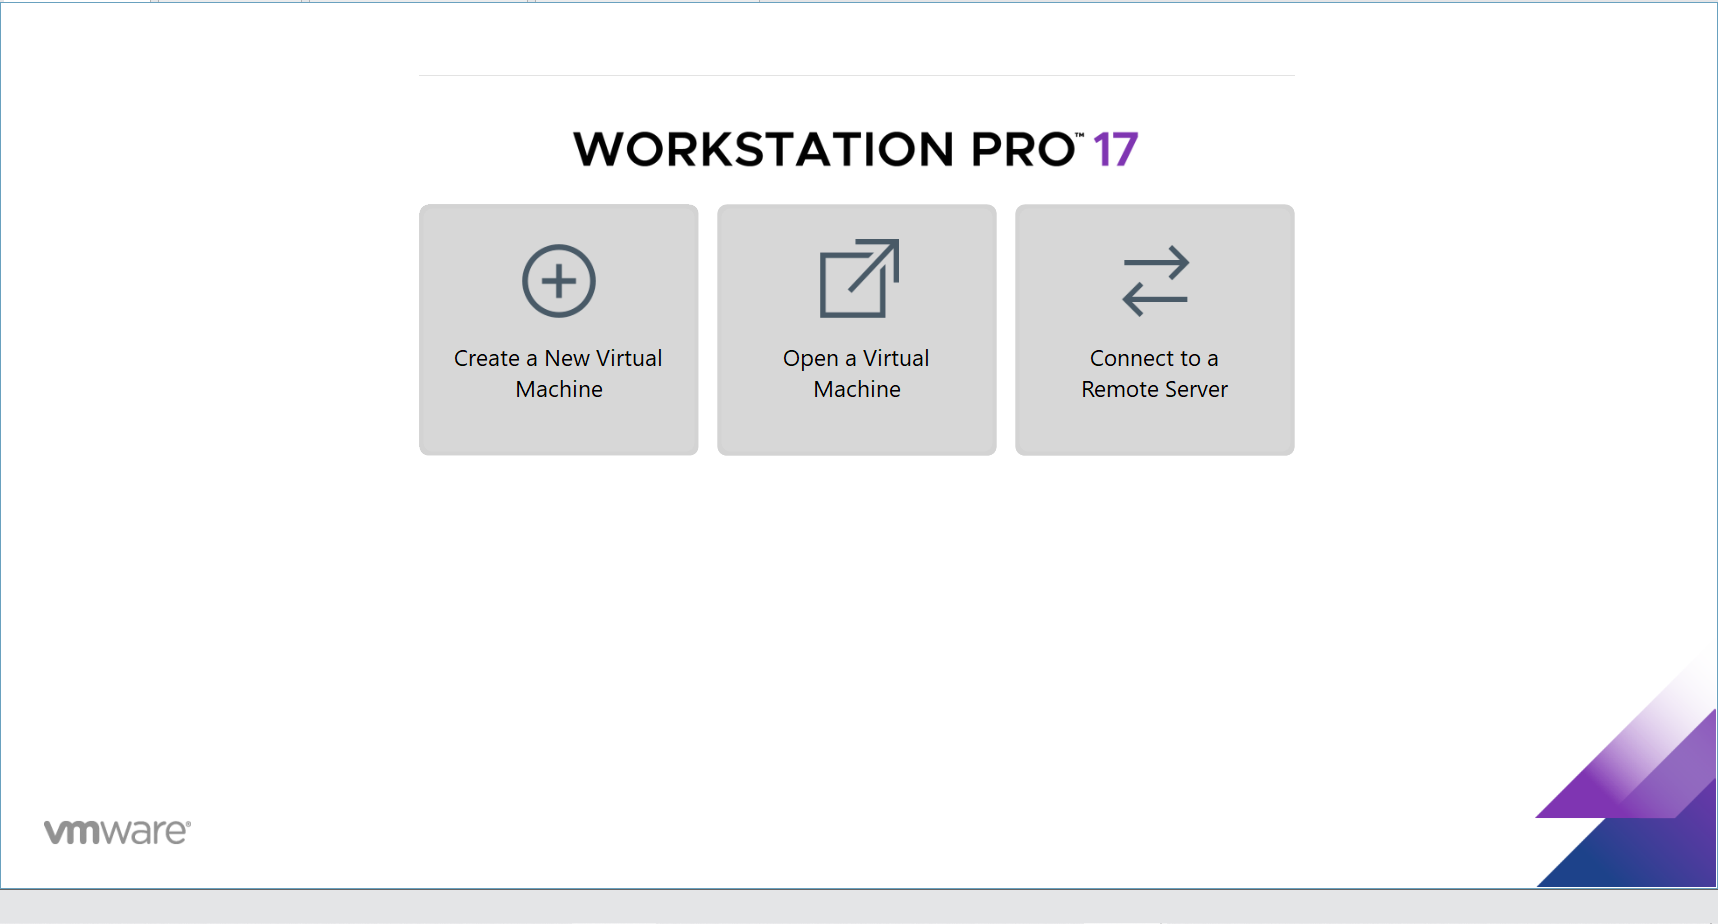 WORKSTATION PRO™ 17
Create a New Virtual
Machine
Open a Virtual
Machine
Connect to a
Remote Server
vmware®